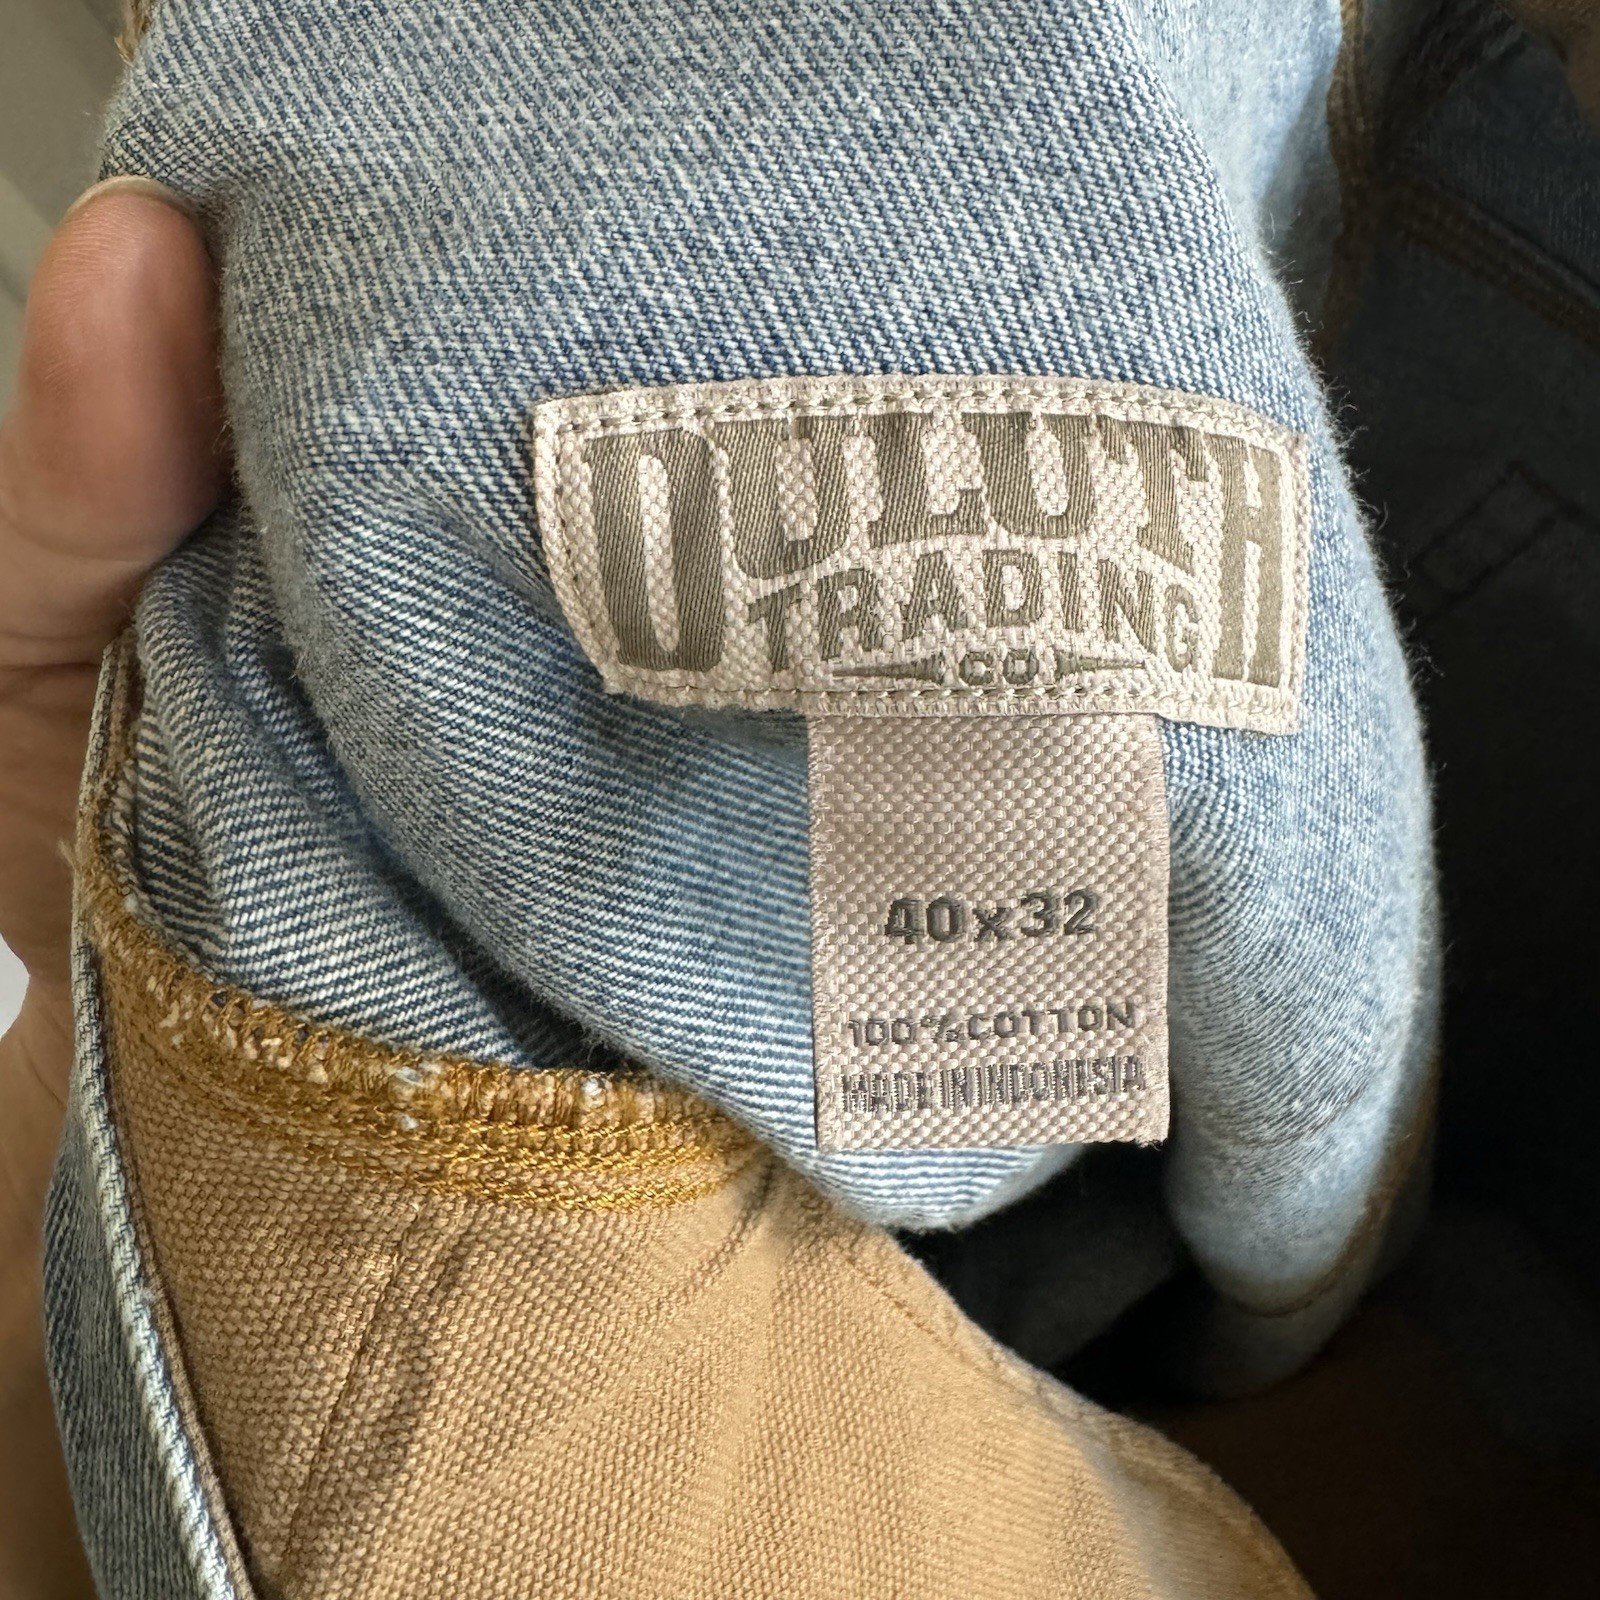 DULUTH
TRADING
CO
40x32
100% COTTON
MADE IN INDONESIA